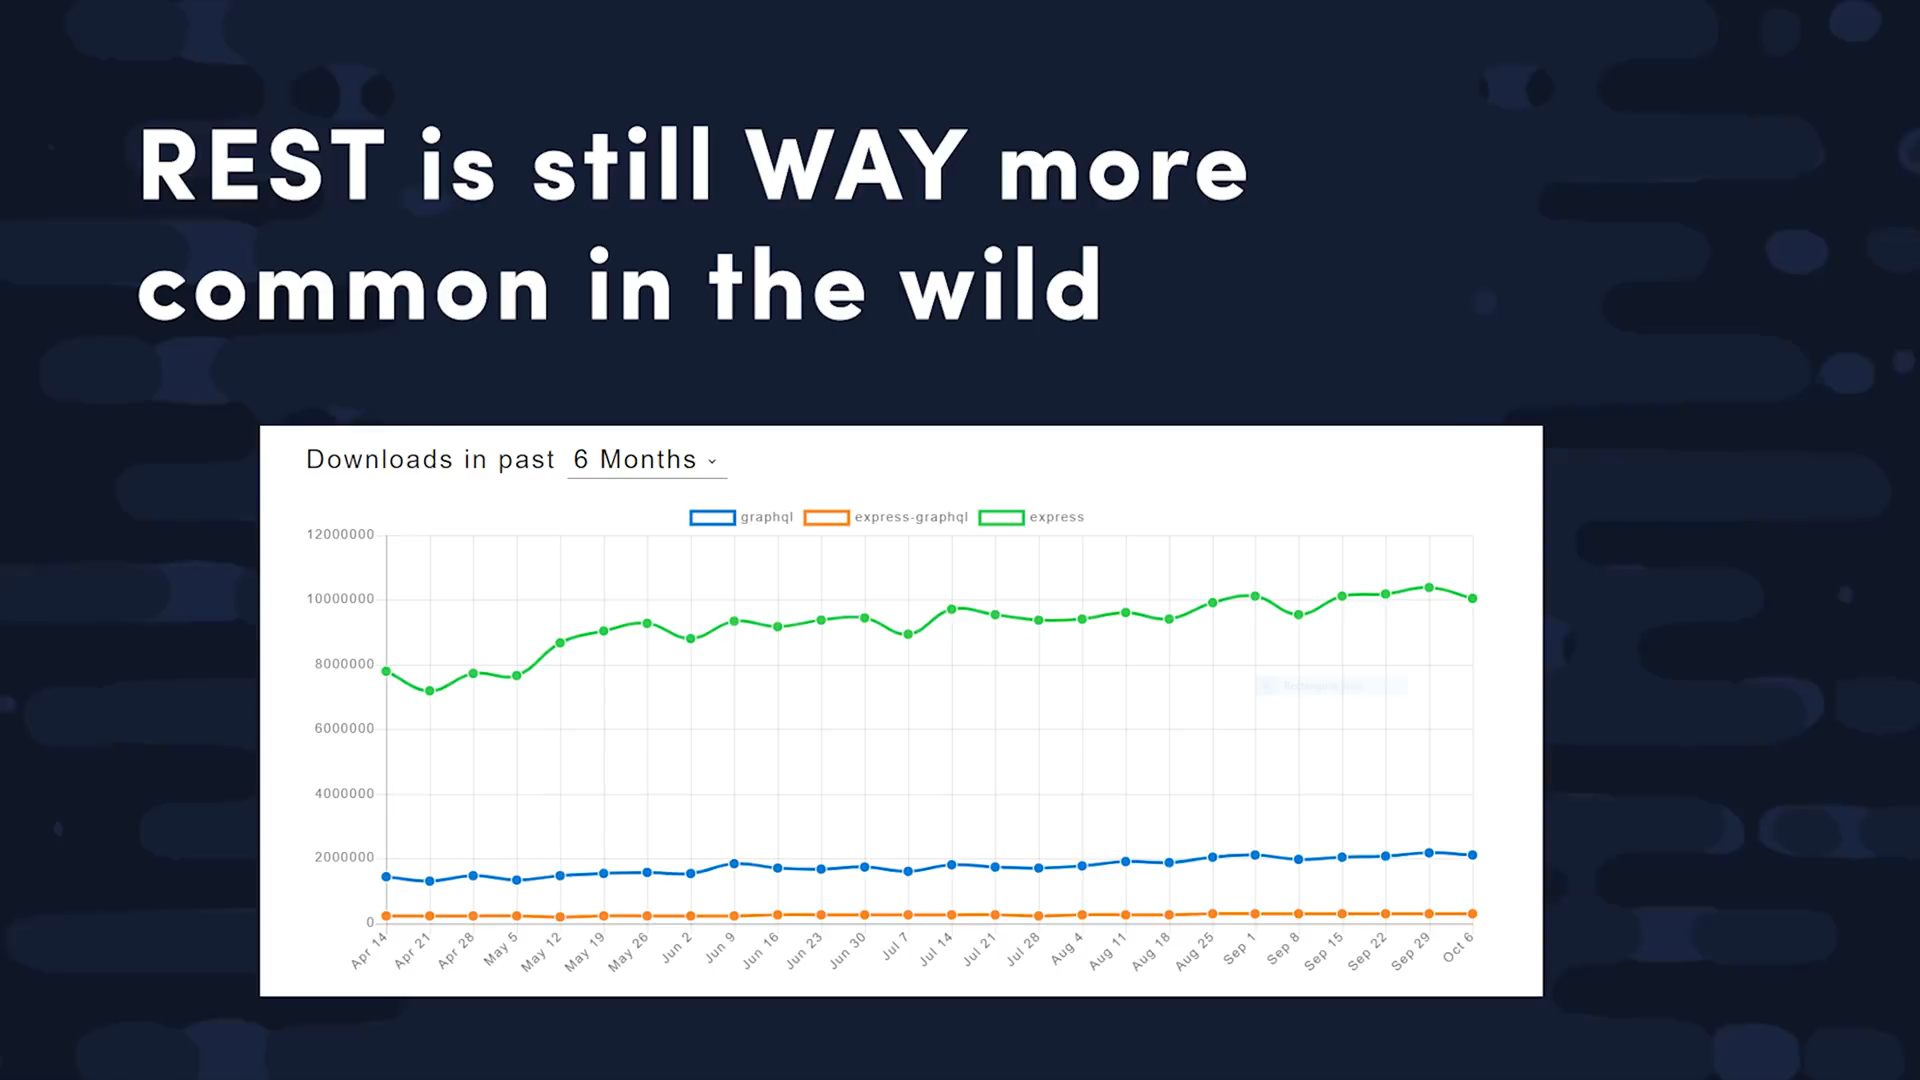 REST is still WAY more
common in the wild
Downloads in past 6 Months
graphql express-graphql express
12000000
10000000
8000000
6000000
4000000
2000000
0
Apr 14 Apr 21 Apr 28 May 5 May 12 May 19 May 26 Jun 2 Jun 9 Jun 16 Jun 23 Jun 30 Jul 7 Jul 14 Jul 21 Jul 28 Aug 4 Aug 11 Aug 18 Aug 25 Sep 1 Sep 8 Sep 15 Sep 22 Sep 29 Oct 6